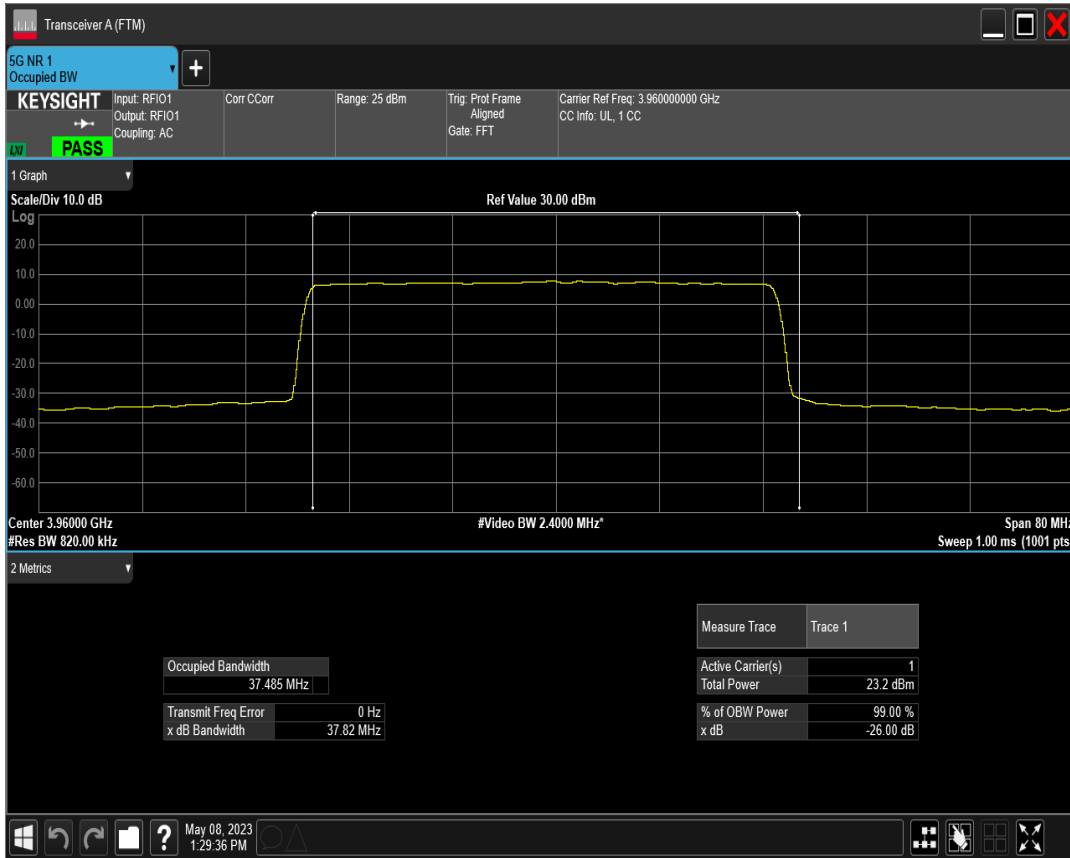 Transceiver A (FTM)
5G NR 1
Occupied BW
+
KEYSIGHT
LXI
PASS
Input: RFIO1
Output: RFIO1
Coupling: AC
Corr CCorr
Range: 25 dBm
Trig: Prot Frame
Aligned
Gate: FFT
Carrier Ref Freq: 3.960000000 GHz
CC Info: UL, 1 CC
1 Graph
Scale/Div 10.0 dB
Ref Value 30.00 dBm
Log
20.0
10.0
0.00
-10.0
-20.0
-30.0
-40.0
-50.0
-60.0
Center 3.96000 GHz
#Video BW 2.4000 MHz*
Span 80 MHz
#Res BW 820.00 kHz
Sweep 1.00 ms (1001 pts
2 Metrics
Measure Trace Trace 1
Occupied Bandwidth
37.485 MHz
Active Carrier(s) 1
Total Power 23.2 dBm
Transmit Freq Error 0 Hz
x dB Bandwidth 37.82 MHz
% of OBW Power 99.00 %
x dB -26.00 dB
?
May 08, 2023
1:29:36 PM